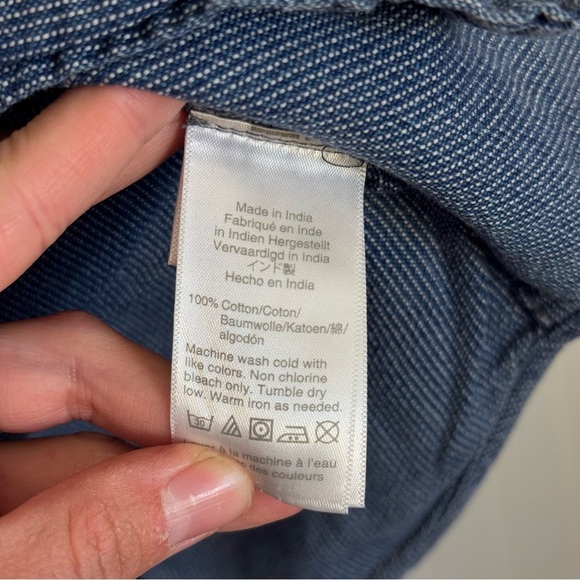 Made in India
Fabriqué en Inde
in Indien Hergestellt
Vervaardigd in India
インド製
Hecho en India
100% Cotton/Coton/
Baumwolle/Katoen/綿/
algodón
Machine wash cold with
like colors. Non chlorine
bleach only. Tumble dry
low. Warm iron as needed.
30
à la machine à l'eau
des couleurs